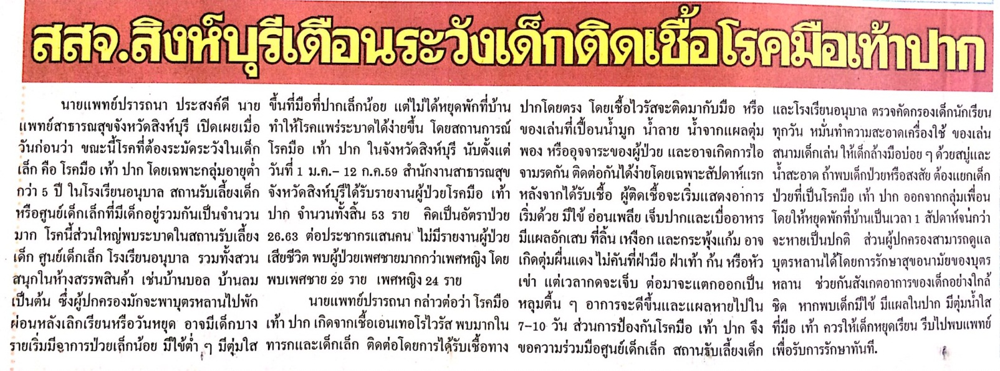 สสจ.สิงห์บุรีเตือนระวังเด็กติดเชื้อโรคมือเท้าปาก
นายแพทย์ปรารถนา ประสงค์ดี นาย
แพทย์สาธารณสุขจังหวัดสิงห์บุรี เปิดเผยเมื่อ
วันก่อนว่า ขณะนี้โรคที่ต้องระมัดระวังในเด็ก
เล็ก คือ โรคมือ เท้า ปาก โดยเฉพาะกลุ่มอายุต่ำ
กว่า 5 ปี ในโรงเรียนอนุบาล สถานรับเลี้ยงเด็ก
หรือศูนย์เด็กเล็กที่มีเด็กอยู่รวมกันเป็นจำนวน
มาก โรคนี้ส่วนใหญ่พบระบาดในสถานรับเลี้ยง
เด็ก ศูนย์เด็กเล็ก โรงเรียนอนุบาล รวมทั้งสวน
สนุกในห้างสรรพสินค้า เช่นบ้านบอล บ้านลม
เป็นต้น ซึ่งผู้ปกครองมักจะพาบุตรหลานไปพัก
ผ่อนหลังเลิกเรียนหรือวันหยุด อาจมีเด็กบาง
รายเริ่มมีอาการป่วยเล็กน้อย มีไข้ต่ำ ๆ มีตุ่มใส
ขึ้นที่มือที่ปากเล็กน้อย แต่ไม่ได้หยุดพักที่บ้าน
ทำให้โรคแพร่ระบาดได้ง่ายขึ้น โดยสถานการณ์
โรคมือ เท้า ปาก ในจังหวัดสิงห์บุรี นับตั้งแต่
วันที่ 1 ม.ค.- 12 ก.ค.59 สำนักงานสาธารณสุข
จังหวัดสิงห์บุรีได้รับรายงานผู้ป่วยโรคมือ เท้า
ปาก จำนวนทั้งสิ้น 53 ราย คิดเป็นอัตราป่วย
26.63 ต่อประชากรแสนคน ไม่มีรายงานผู้ป่วย
เสียชีวิต พบผู้ป่วยเพศชายมากกว่าเพศหญิง โดย
พบเพศชาย 29 ราย เพศหญิง 24 ราย
นายแพทย์ปรารถนา กล่าวต่อว่า โรคมือ
เท้า ปาก เกิดจากเชื้อเอนเทอโรไวรัส พบมากใน
ทารกและเด็กเล็ก ติดต่อโดยการได้รับเชื้อทาง
ปากโดยตรง โดยเชื้อไวรัสจะติดมากับมือ หรือ
ของเล่นที่เปื้อนน้ำมูก น้ำลาย น้ำจากแผลตุ่ม
พอง หรืออุจจาระของผู้ป่วย และอาจเกิดการไอ
จามรดกัน ติดต่อกันได้ง่ายโดยเฉพาะสัปดาห์แรก
หลังจากได้รับเชื้อ ผู้ติดเชื้อจะเริ่มแสดงอาการ
เริ่มด้วย มีไข้ อ่อนเพลีย เจ็บปากและเบื่ออาหาร
มีแผลอักเสบ ที่ลิ้น เหงือก และกระพุ้งแก้ม อาจ
เกิดตุ่มผื่นแดง ไม่คันที่ฝ่ามือ ฝ่าเท้า ก้น หรือหัว
เข่า แต่เวลากดจะเจ็บ ต่อมาจะแตกออกเป็น
หลุมตื้น ๆ อาการจะดีขึ้นและแผลหายไปใน
7-10 วัน ส่วนการป้องกันโรคมือ เท้า ปาก จึง
ขอความร่วมมือศูนย์เด็กเล็ก สถานรับเลี้ยงเด็ก
และโรงเรียนอนุบาล ตรวจคัดกรองเด็กนักเรียน
ทุกวัน หมั่นทำความสะอาดเครื่องใช้ ของเล่น
สนามเด็กเล่น ให้เด็กล้างมือบ่อย ๆ ด้วยสบู่และ
น้ำสะอาด ถ้าพบเด็กป่วยหรือสงสัย ต้องแยกเด็ก
ป่วยที่เป็นโรคมือ เท้า ปาก ออกจากกลุ่มเพื่อน
โดยให้หยุดพักที่บ้านเป็นเวลา 1 สัปดาห์จนกว่า
จะหายเป็นปกติ ส่วนผู้ปกครองสามารถดูแล
บุตรหลานได้โดยการรักษาสุขอนามัยของบุตร
หลาน ช่วยกันสังเกตอาการของเด็กอย่างใกล้
ชิด หากพบเด็กมีไข้ มีแผลในปาก มีตุ่มน้ำใส
ที่มือ เท้า ควรให้เด็กหยุดเรียน รีบไปพบแพทย์
เพื่อรับการรักษาทันที.